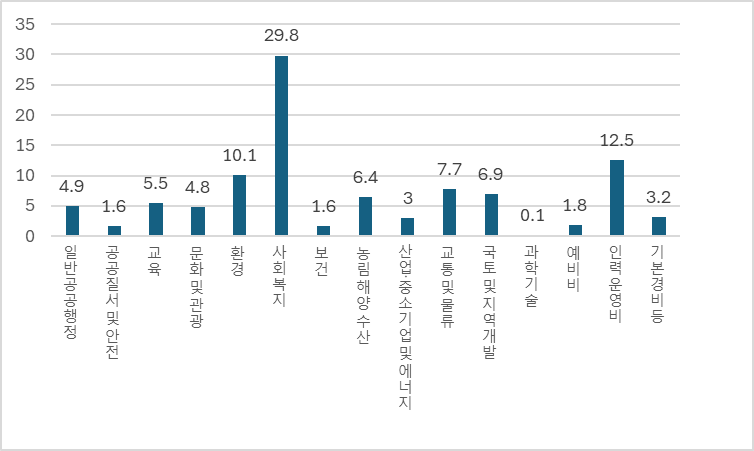 35
30
25
20
15
10
5
0
4.9
1.6
5.5
4.8
10.1
29.8
1.6
6.4
3
7.7
6.9
0.1
1.8
12.5
3.2
일반공공행정
공공질서및안전
교육
문화및관광
환경
사회복지
보건
농림해양수산
산업·중소기업및에너지
교통및물류
국토및지역개발
과학기술
예비비
인력운영비
기본경비등